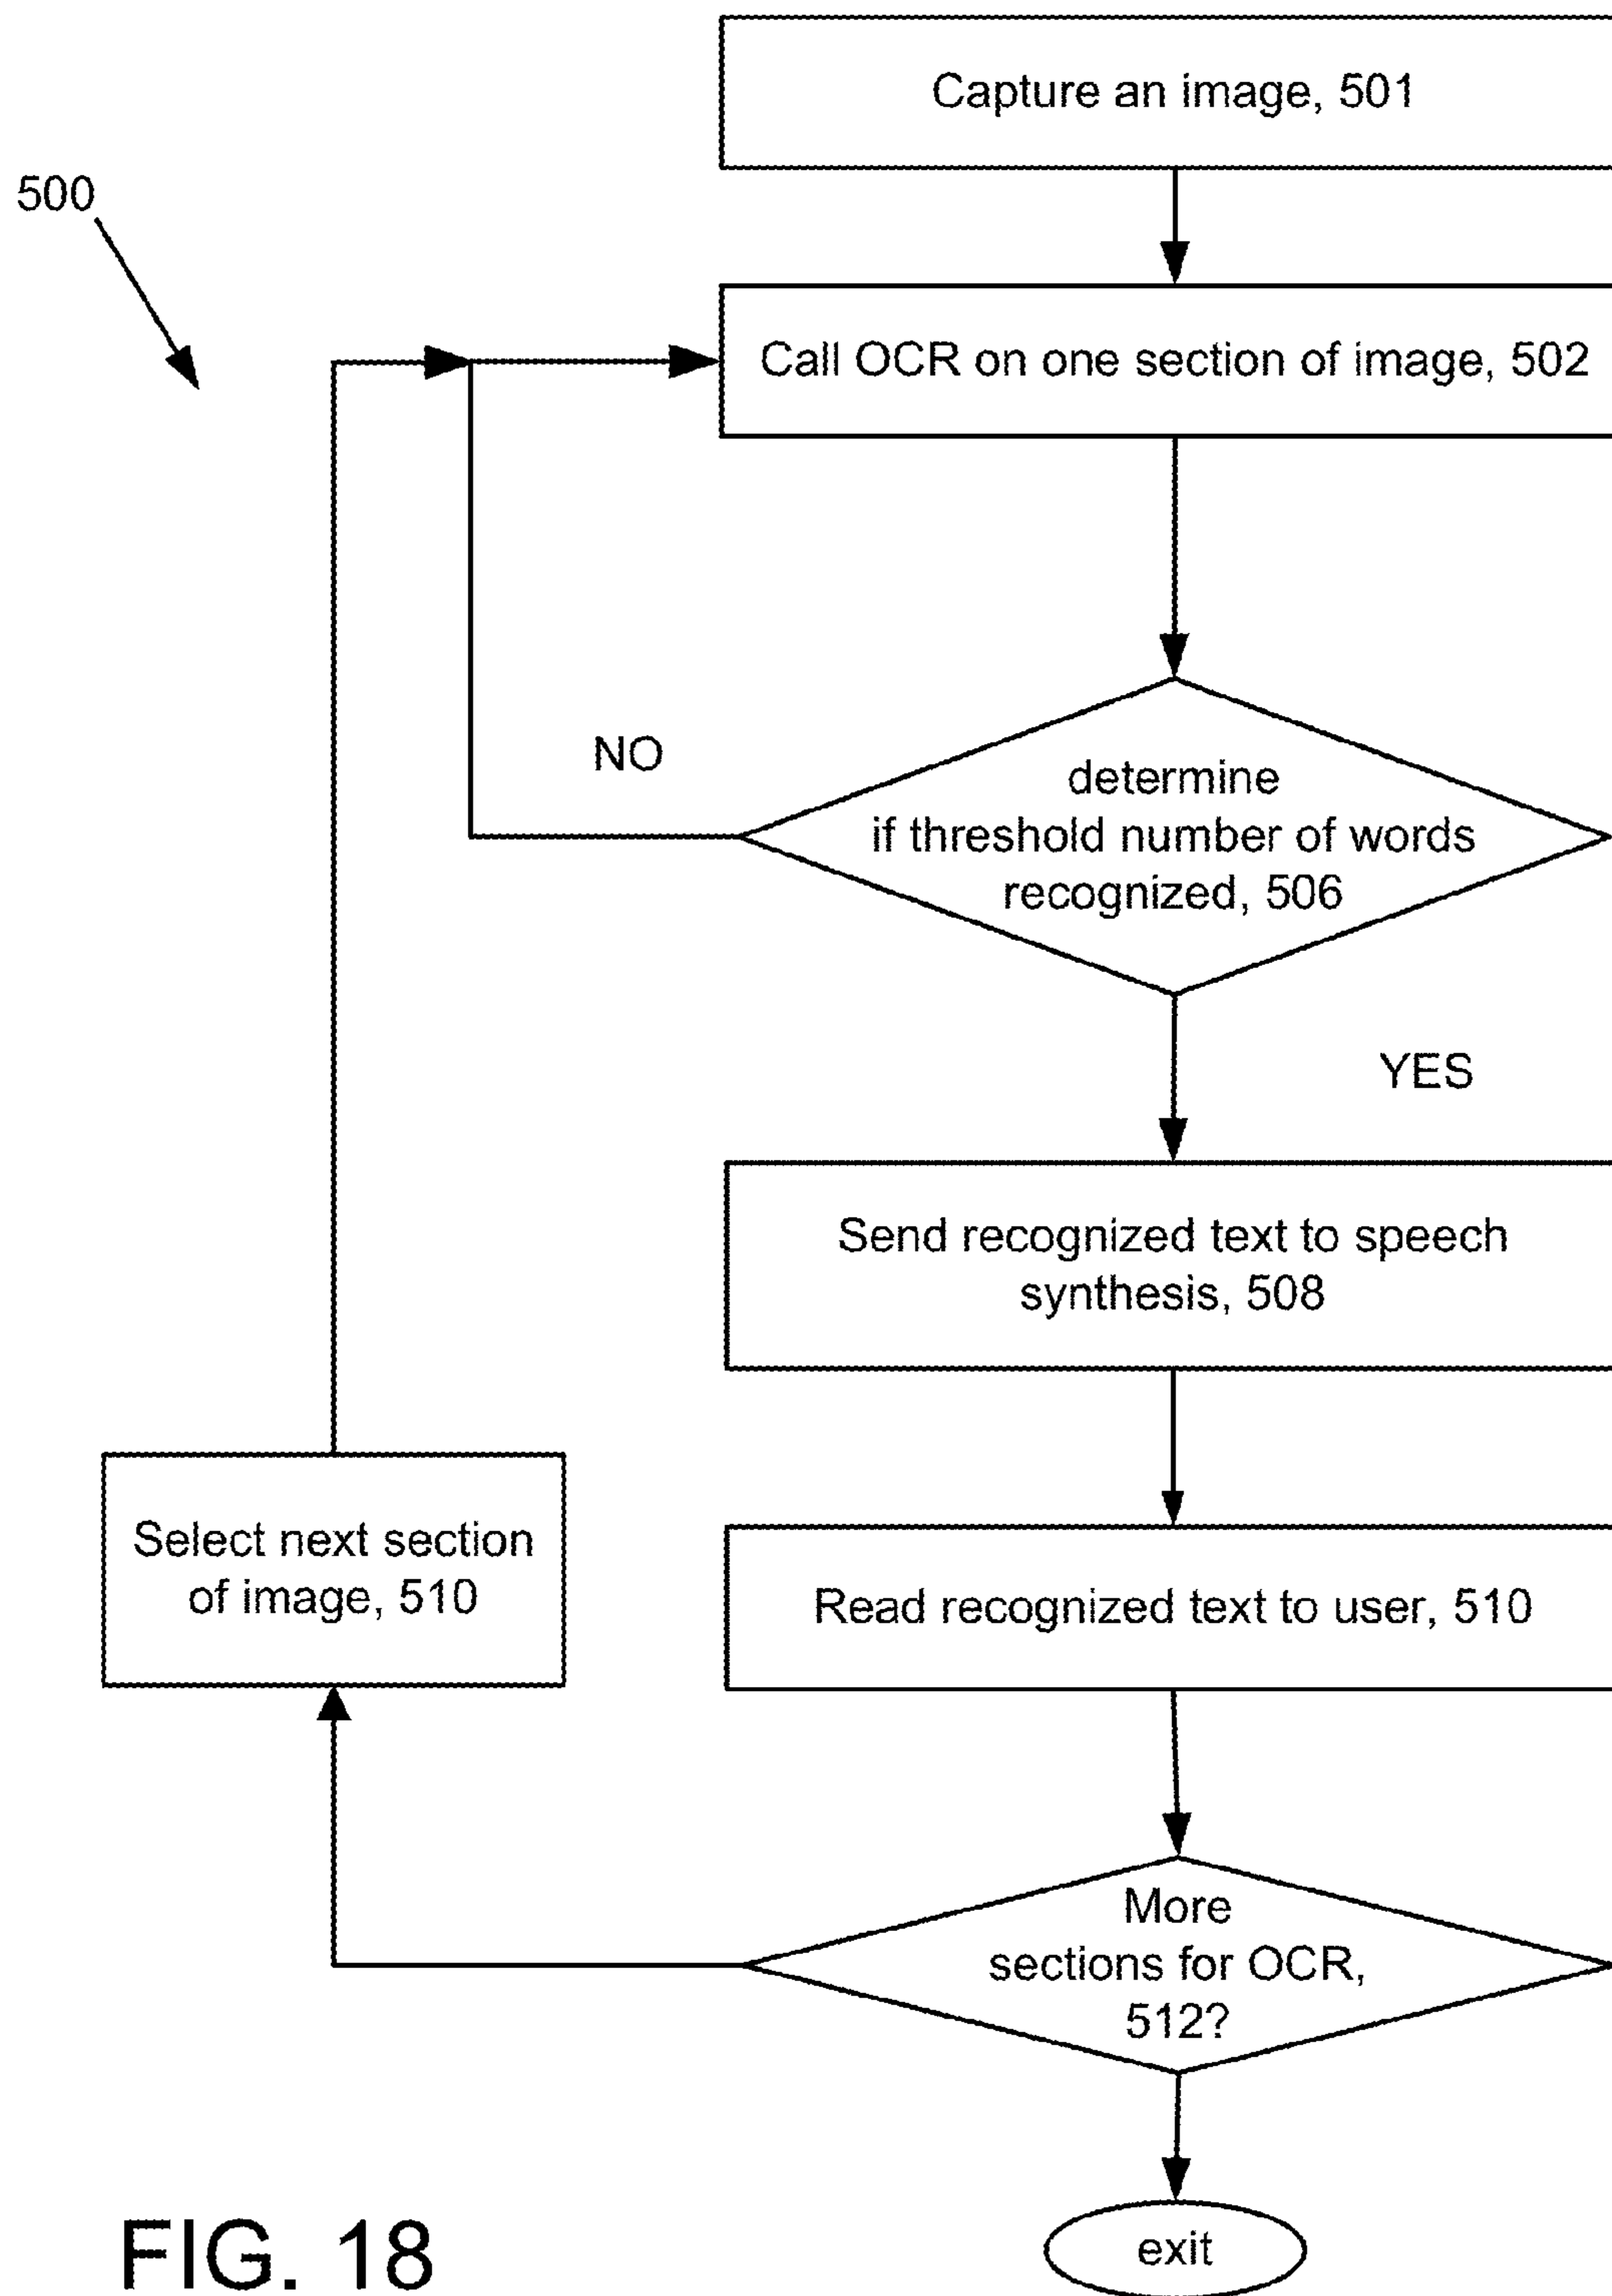 Capture an image, 501
500
Call OCR on one section of image, 502
NO
determine
if threshold number of words
recognized, 506
YES
Send recognized text to speech
synthesis, 508
Select next section
of image, 510
Read recognized text to user, 510
More
sections for OCR,
512?
exit
FIG. 18